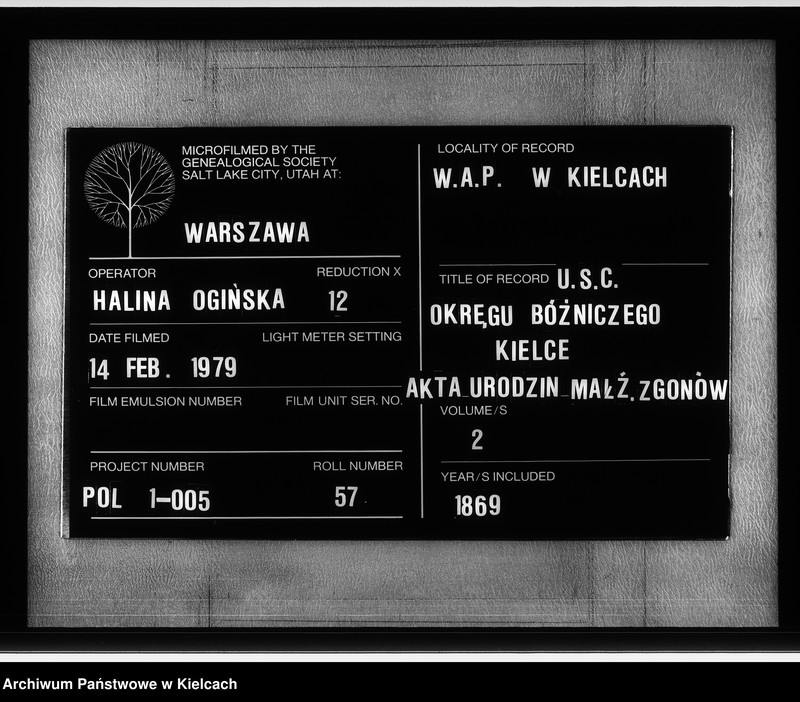 MICROFILMED BY THE
GENEALOGICAL SOCIETY
SALT LAKE CITY, UTAH AT:
WARSZAWA
OPERATOR REDUCTION X
HALINA OGIŃSKA 12
DATE FILMED LIGHT METER SETTING
14 FEB. 1979
FILM EMULSION NUMBER FILM UNIT SER. NO.
PROJECT NUMBER ROLL NUMBER
POL 1-005 57
LOCALITY OF RECORD
W.A.P. W KIELCACH
TITLE OF RECORD U.S.C.
OKRĘGU BÓŻNICZEGO
KIELCE
AKTA URODZIN MAŁŹ. ZGONÓW
VOLUME/S
2
YEAR/S INCLUDED
1869
Archiwum Państwowe w Kielcach